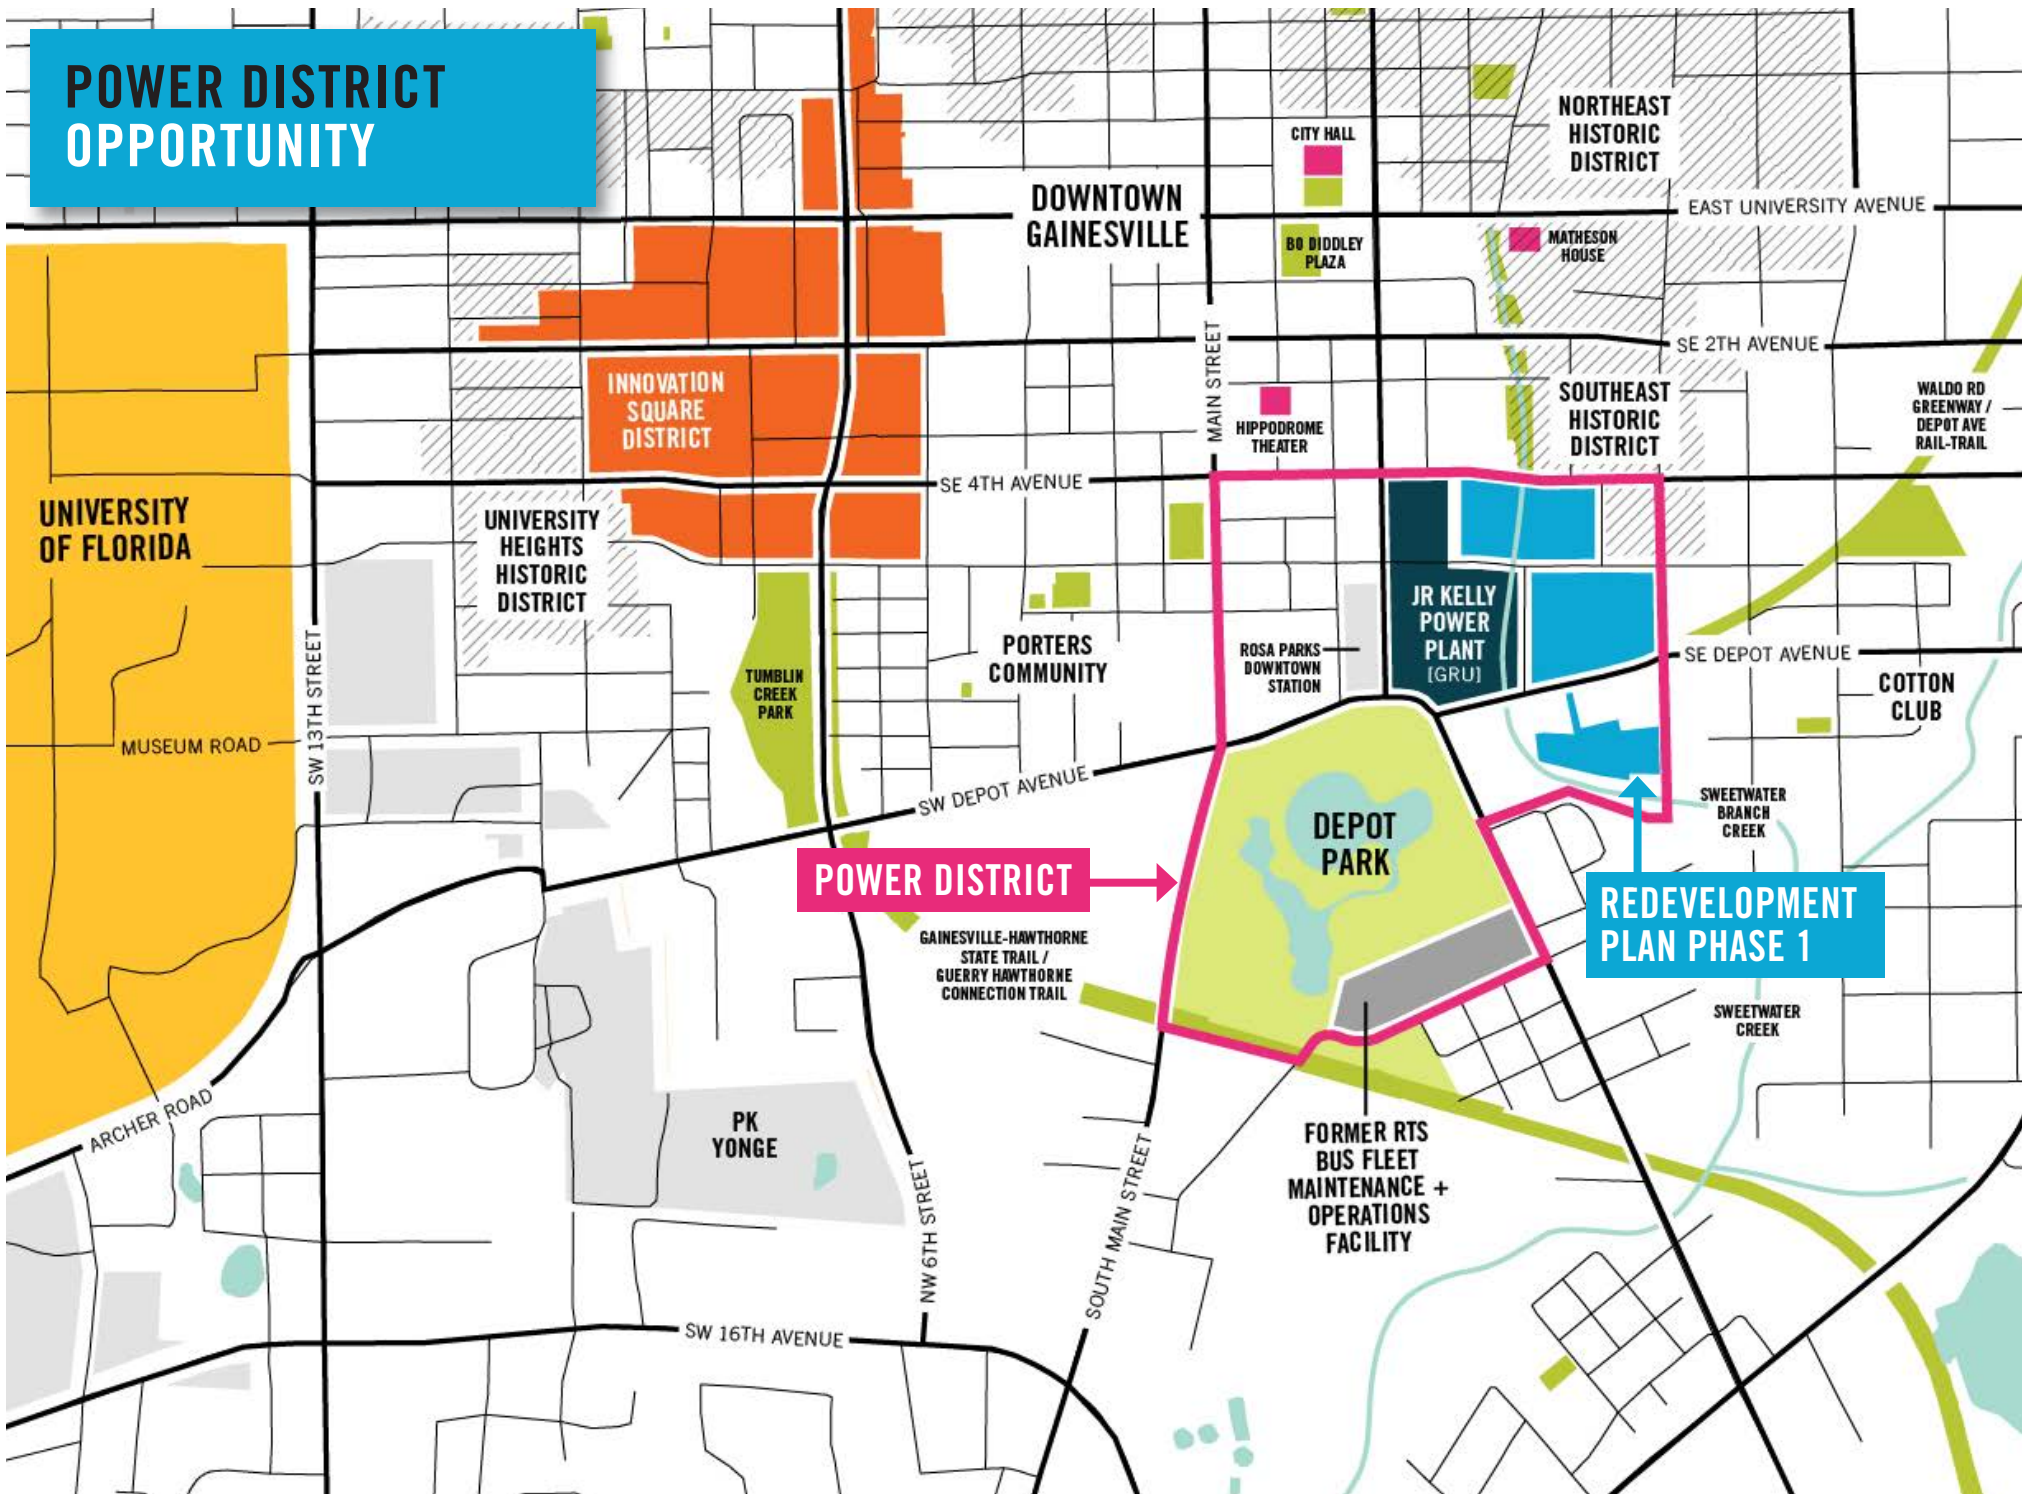 POWER DISTRICT
OPPORTUNITY
NORTHEAST
HISTORIC
DISTRICT
CITY HALL
DOWNTOWN
GAINESVILLE
EAST UNIVERSITY AVENUE
BO DIDDLEY
PLAZA
MATHESON
HOUSE
MAIN STREET
SE 2TH AVENUE
INNOVATION
SQUARE
DISTRICT
HIPPODROME
THEATER
SOUTHEAST
HISTORIC
DISTRICT
WALDO RD
GREENWAY /
DEPOT AVE
RAIL-TRAIL
SE 4TH AVENUE
UNIVERSITY
OF FLORIDA
UNIVERSITY
HEIGHTS
HISTORIC
DISTRICT
JR KELLY
POWER
PLANT
[GRU]
PORTERS
COMMUNITY
ROSA PARKS
DOWNTOWN
STATION
SE DEPOT AVENUE
COTTON
CLUB
TUMBLIN
CREEK
PARK
SW 13TH STREET
MUSEUM ROAD
SW DEPOT AVENUE
SWEETWATER
BRANCH
CREEK
DEPOT
PARK
POWER DISTRICT
REDEVELOPMENT
PLAN PHASE 1
GAINESVILLE-HAWTHORNE
STATE TRAIL /
GUERRY HAWTHORNE
CONNECTION TRAIL
SWEETWATER
CREEK
ARCHER ROAD
PK
YONGE
FORMER RTS
BUS FLEET
MAINTENANCE +
OPERATIONS
FACILITY
NW 6TH STREET
SOUTH MAIN STREET
SW 16TH AVENUE